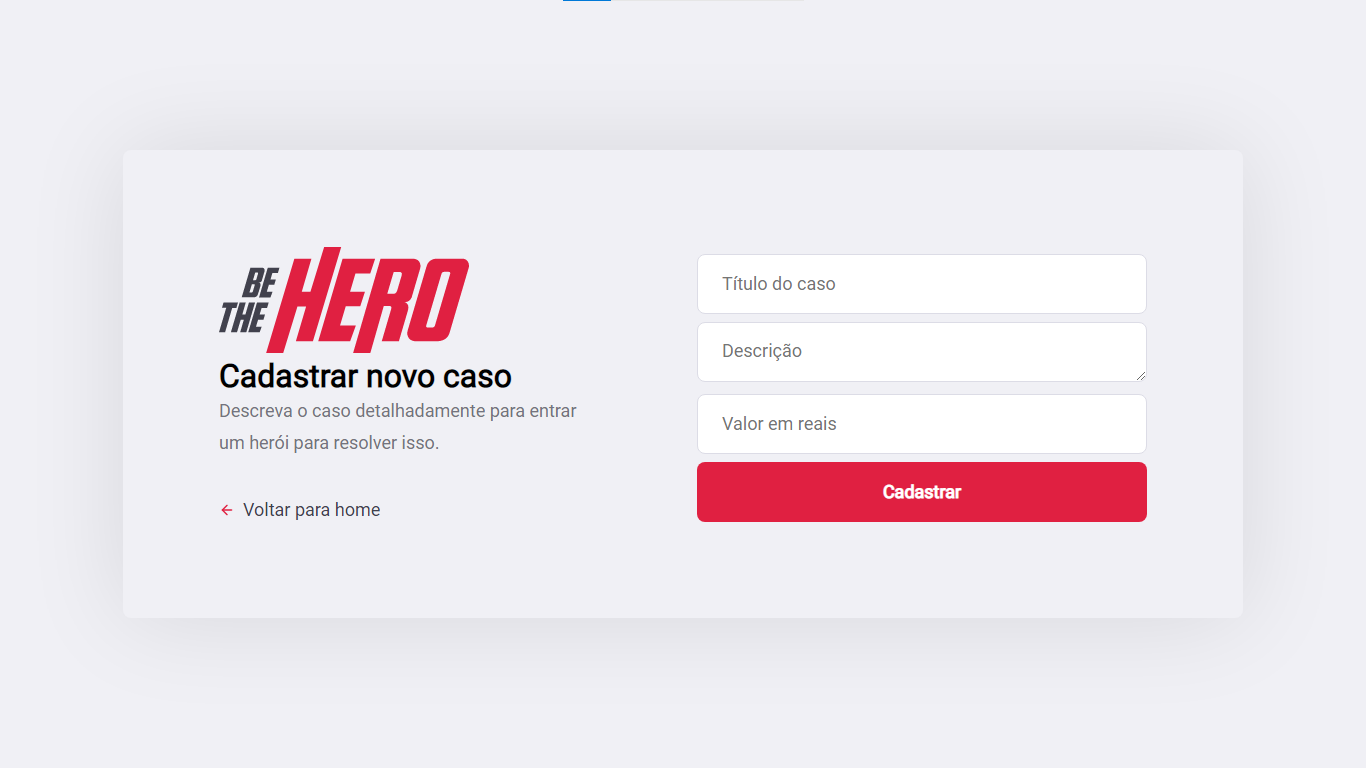 BE
THE
HERO
Cadastrar novo caso
Descreva o caso detalhadamente para entrar
um herói para resolver isso.
Voltar para home
Título do caso
Descrição
Valor em reais
Cadastrar